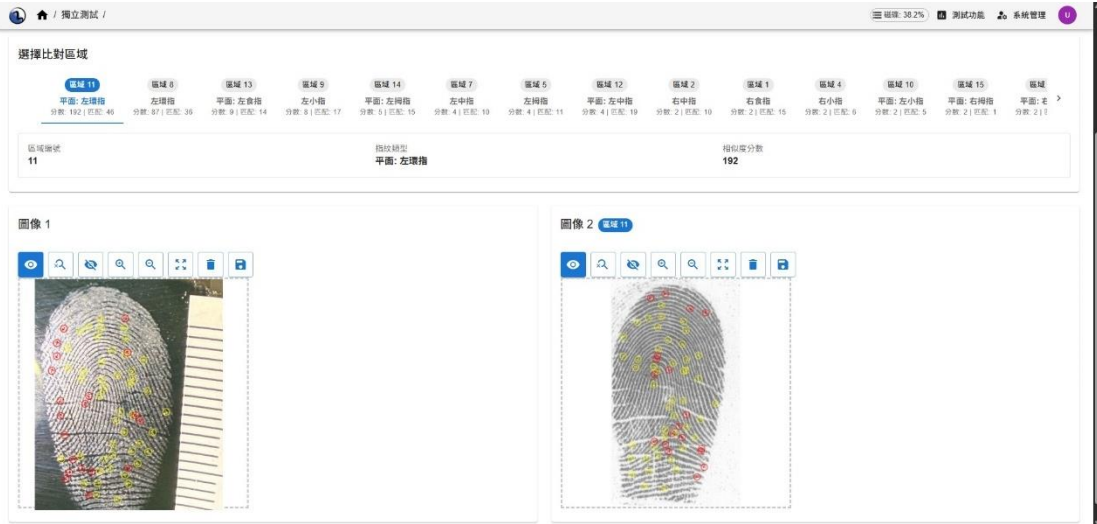 / 獨立測試 /
磁碟: 38.2%
測試功能
系統管理
U
選擇比對區域
區域 11
平面: 左環指
分數: 192 | 匹配: 46
區域 8
左環指
分數: 87 | 匹配: 36
區域 13
平面: 左食指
分數: 9 | 匹配: 14
區域 9
左小指
分數: 8 | 匹配: 17
區域 14
平面: 左拇指
分數: 5 | 匹配: 15
區域 7
左中指
分數: 4 | 匹配: 10
區域 5
左拇指
分數: 4 | 匹配: 11
區域 12
平面: 左中指
分數: 4 | 匹配: 19
區域 2
右中指
分數: 2 | 匹配: 10
區域 1
右食指
分數: 2 | 匹配: 15
區域 4
右小指
分數: 2 | 匹配: 6
區域 10
平面: 左小指
分數: 2 | 匹配: 5
區域 15
平面: 右拇指
分數: 2 | 匹配: 1
區域
平面:
分數: 2 |
區域編號
11
指紋類型
平面: 左環指
相似度分數
192
圖像 1
圖像 2 區域 11